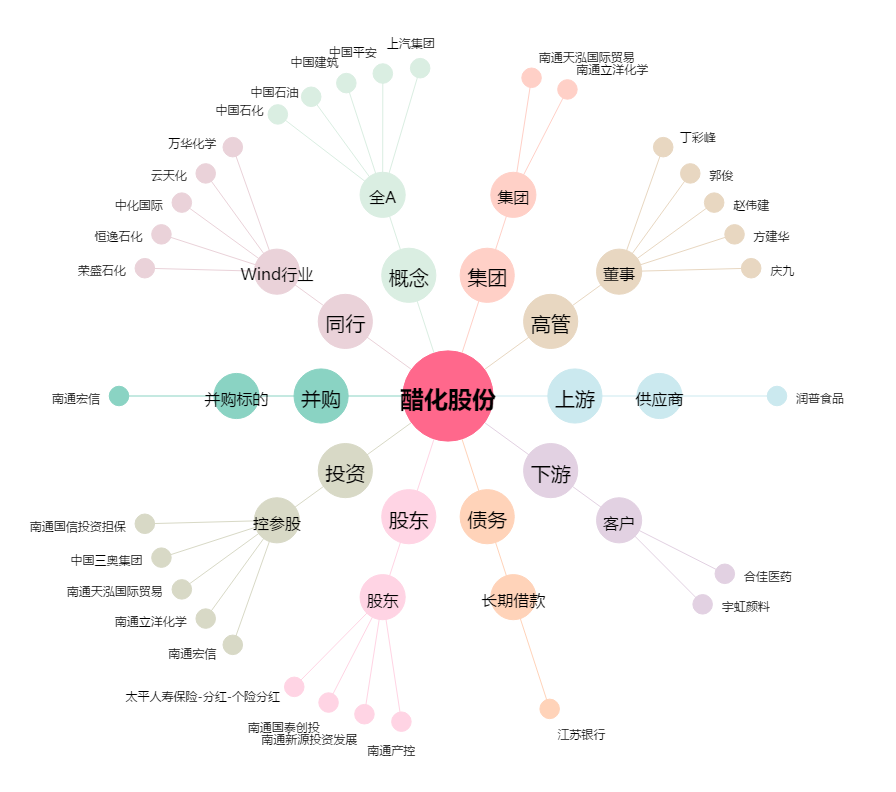 上汽集团
中国平安
中国建筑
中国石油
中国石化
南通天泓国际贸易
南通立洋化学
万华化学
云天化
中化国际
恒逸石化
荣盛石化
丁彩峰
郭俊
赵伟建
方建华
庆九
全A
集团
Wind行业
概念
集团
董事
同行
高管
南通宏信
并购标的
并购
醋化股份
上游
供应商
润普食品
投资
下游
南通国信投资担保
控参股
股东
债务
客户
中国三奥集团
南通天泓国际贸易
南通立洋化学
南通宏信
股东
长期借款
合佳医药
宇虹颜料
太平人寿保险-分红-个险分红
南通国泰创投
南通新源投资发展
南通产控
江苏银行